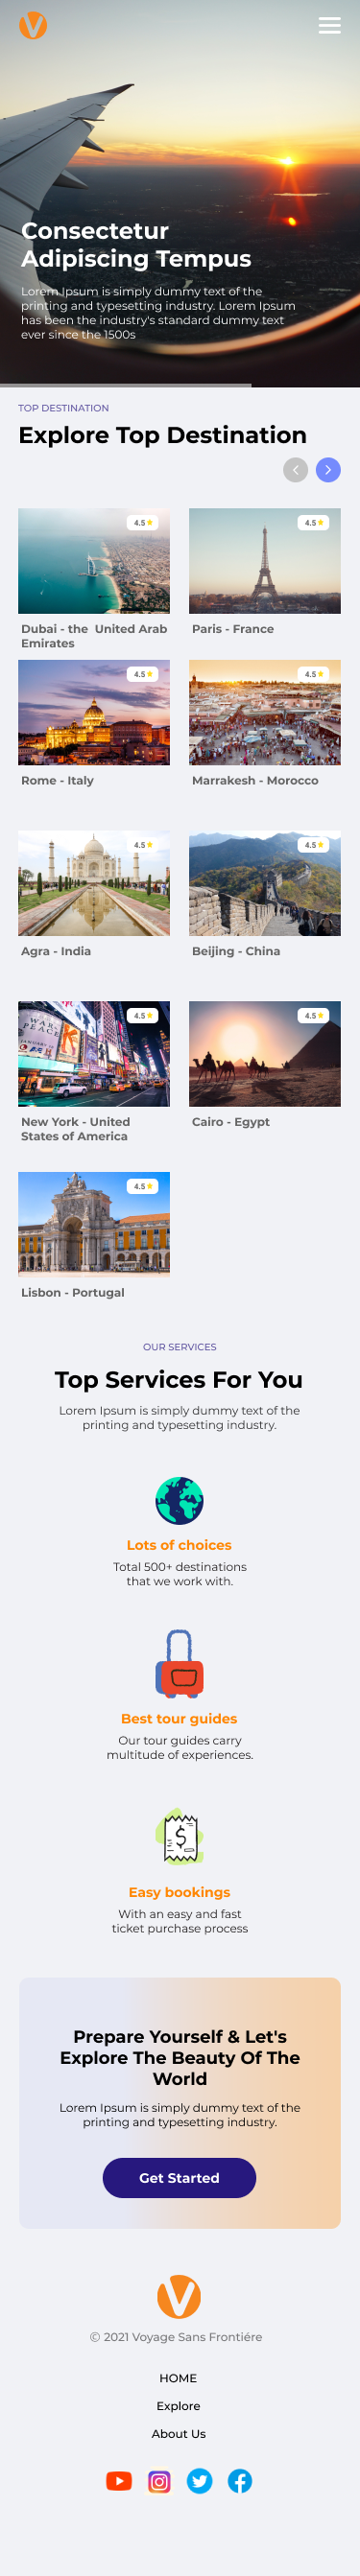 Consectetur
Adipiscing Tempus
Lorem Ipsum is simply dummy text of the
printing and typesetting industry. Lorem Ipsum
has been the industry's standard dummy text
ever since the 1500s
TOP DESTINATION
Explore Top Destination
4.5
4.5
Dubai - the  United Arab
Emirates
Paris - France
4.5
4.5
Rome - Italy
Marrakesh - Morocco
4.5
4.5
Agra - India
Beijing - China
4.5
4.5
New York - United
States of America
Cairo - Egypt
4.5
Lisbon - Portugal
OUR SERVICES
Top Services For You
Lorem Ipsum is simply dummy text of the
printing and typesetting industry.
Lots of choices
Total 500+ destinations
that we work with.
Best tour guides
Our tour guides carry
multitude of experiences.
Easy bookings
With an easy and fast
ticket purchase process
Prepare Yourself & Let's
Explore The Beauty Of The
World
Lorem Ipsum is simply dummy text of the
printing and typesetting industry.
Get Started
© 2021 Voyage Sans Frontiére
HOME
Explore
About Us